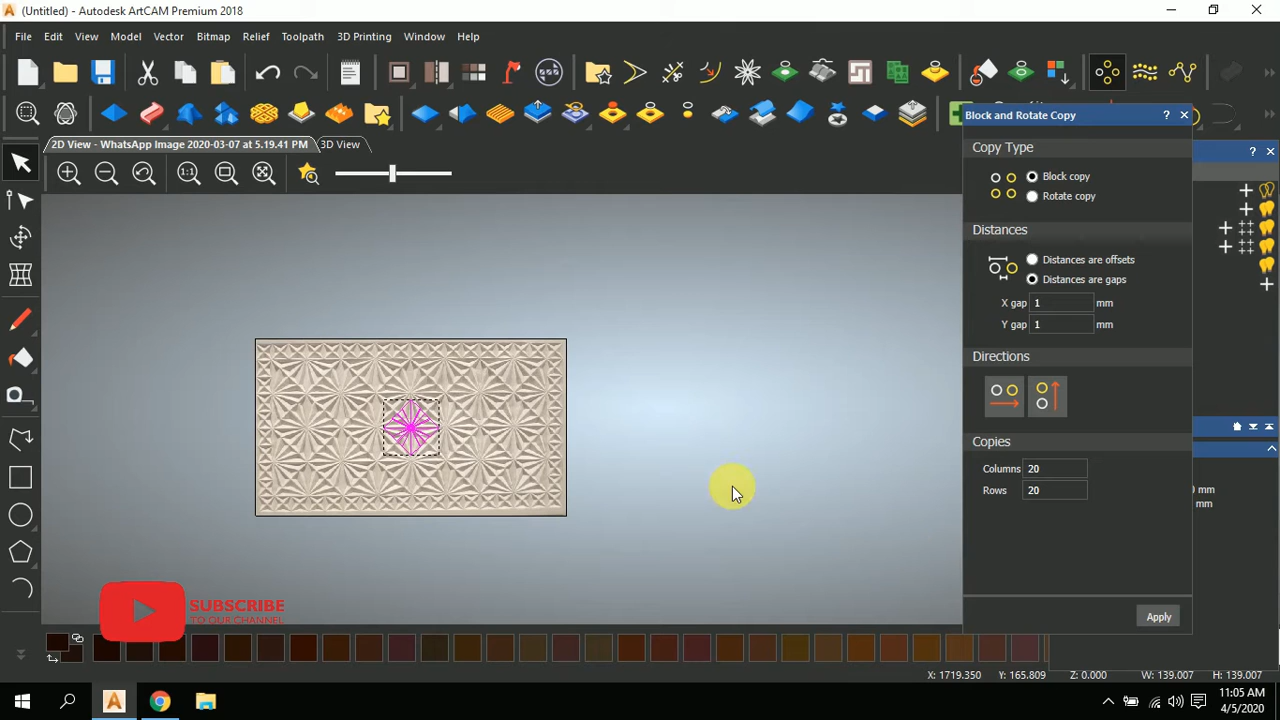 (Untitled) - Autodesk ArtCAM Premium 2018
File Edit View Model Vector Bitmap Relief Toolpath 3D Printing Window Help
2D View - WhatsApp Image 2020-03-07 at 5.19.41 PM 3D View
1:1
Block and Rotate Copy
Copy Type
Block copy
Rotate copy
Distances
Distances are offsets
Distances are gaps
X gap 1 mm
Y gap 1 mm
Directions
Copies
Columns 20
Rows 20
mm
mm
Apply
SUBSCRIBE
TO OUR CHANNEL
X: 1719.350 Y: 165.809 Z: 0.000 W: 139.007 H: 139.007
11:05 AM
4/5/2020